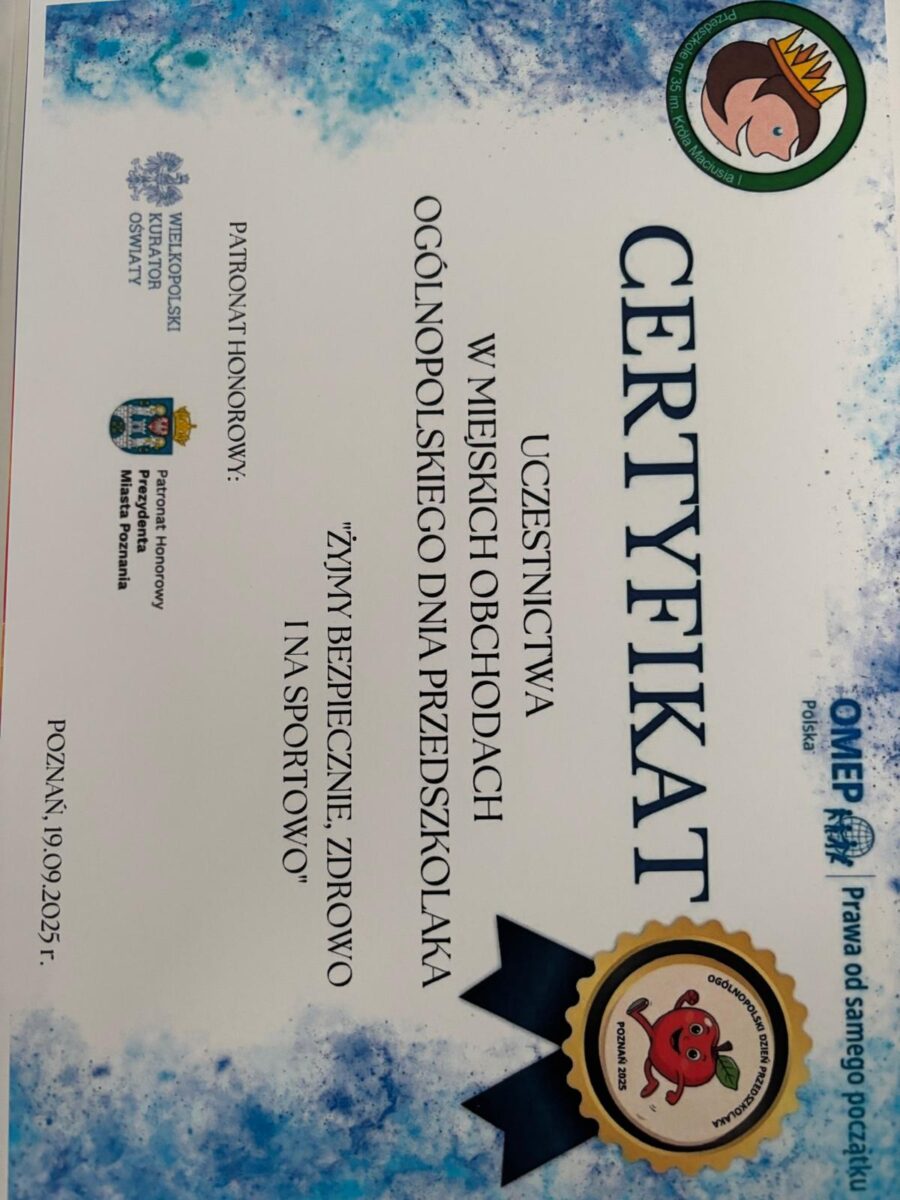 Przedszkole nr 35 im. Króla Maciusia I
OMEP
Polska
Prawa od samego początku
CERTYFIKAT
UCZESTNICTWA
W MIEJSKICH OBCHODACH
OGÓLNOPOLSKIEGO DNIA PRZEDSZKOLAKA
"ŻYJMY BEZPIECZNIE, ZDROWO
I NA SPORTOWO"
OGÓLNOPOLSKI DZIEŃ PRZEDSZKOLAKA
POZNAŃ 2025
PATRONAT HONOROWY:
WIELKOPOLSKI
KURATOR
OŚWIATY
Patronat Honorowy
Prezydenta
Miasta Poznania
POZNAŃ, 19.09.2025 r.